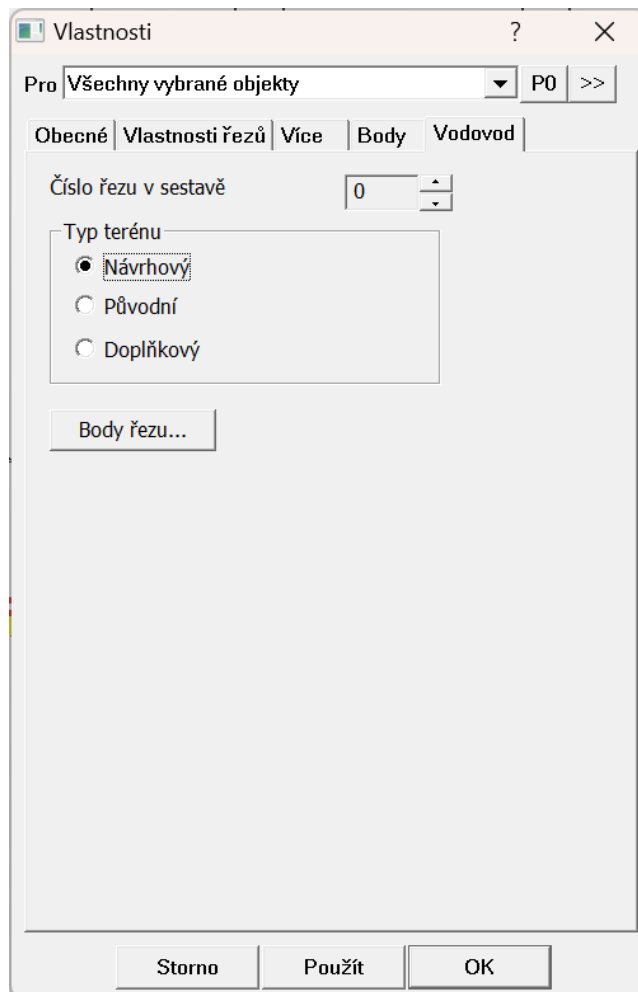 Vlastnosti ?
Pro Všechny vybrané objekty P0 >>
Obecné Vlastnosti řezů Více Body Vodovod
Číslo řezu v sestavě 0
Typ terénu
Návrhový
Původní
Doplňkový
Body řezu...
Storno Použít OK